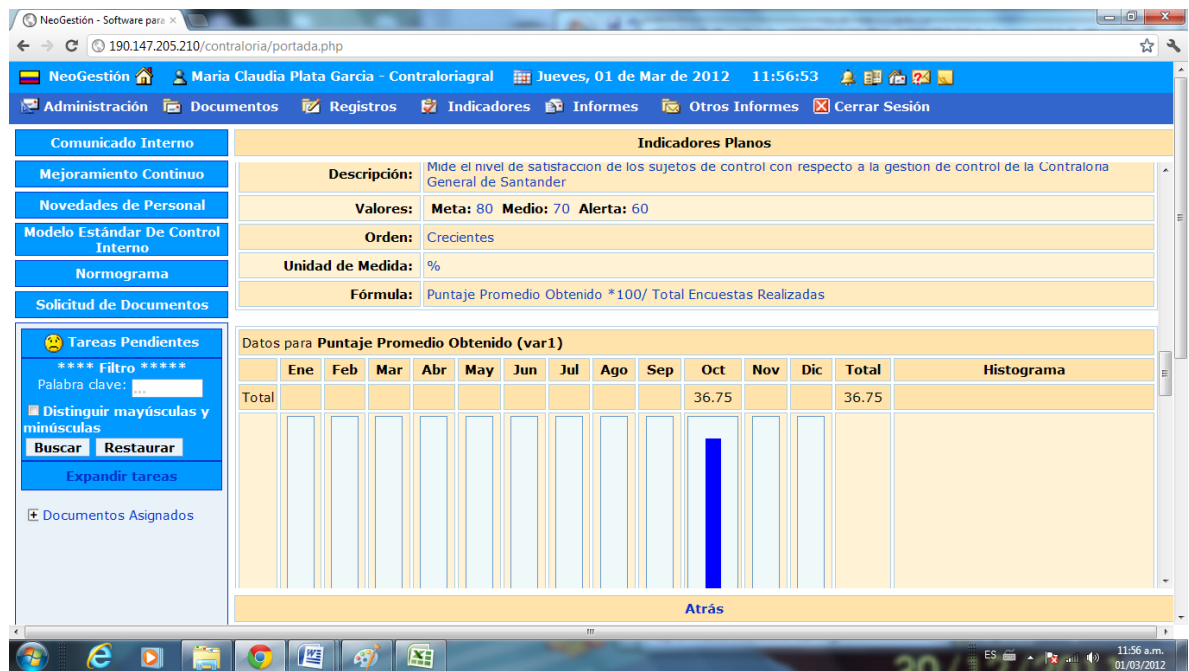 NeoGestión - Software para
190.147.205.210/contraloria/portada.php
NeoGestión Maria Claudia Plata Garcia - Contraloriagral Jueves, 01 de Mar de 2012 11:56:53
Administración Documentos Registros Indicadores Informes Otros Informes Cerrar Sesión
Comunicado Interno
Mejoramiento Continuo
Novedades de Personal
Modelo Estándar De Control
Interno
Normograma
Solicitud de Documentos
Tareas Pendientes
**** Filtro *****
Palabra clave: ...
Distinguir mayúsculas y
minúsculas
Buscar Restaurar
Expandir tareas
Documentos Asignados
Indicadores Planos
Descripción: Mide el nivel de satisfacción de los sujetos de control con respecto a la gestión de control de la Contraloría
General de Santander
Valores: Meta: 80 Medio: 70 Alerta: 60
Orden: Crecientes
Unidad de Medida: %
Fórmula: Puntaje Promedio Obtenido *100/ Total Encuestas Realizadas
Datos para Puntaje Promedio Obtenido (var1)
Ene Feb Mar Abr May Jun Jul Ago Sep Oct Nov Dic Total Histograma
Total 36.75 36.75
Atrás
ES 11:56 a.m.
01/03/2012